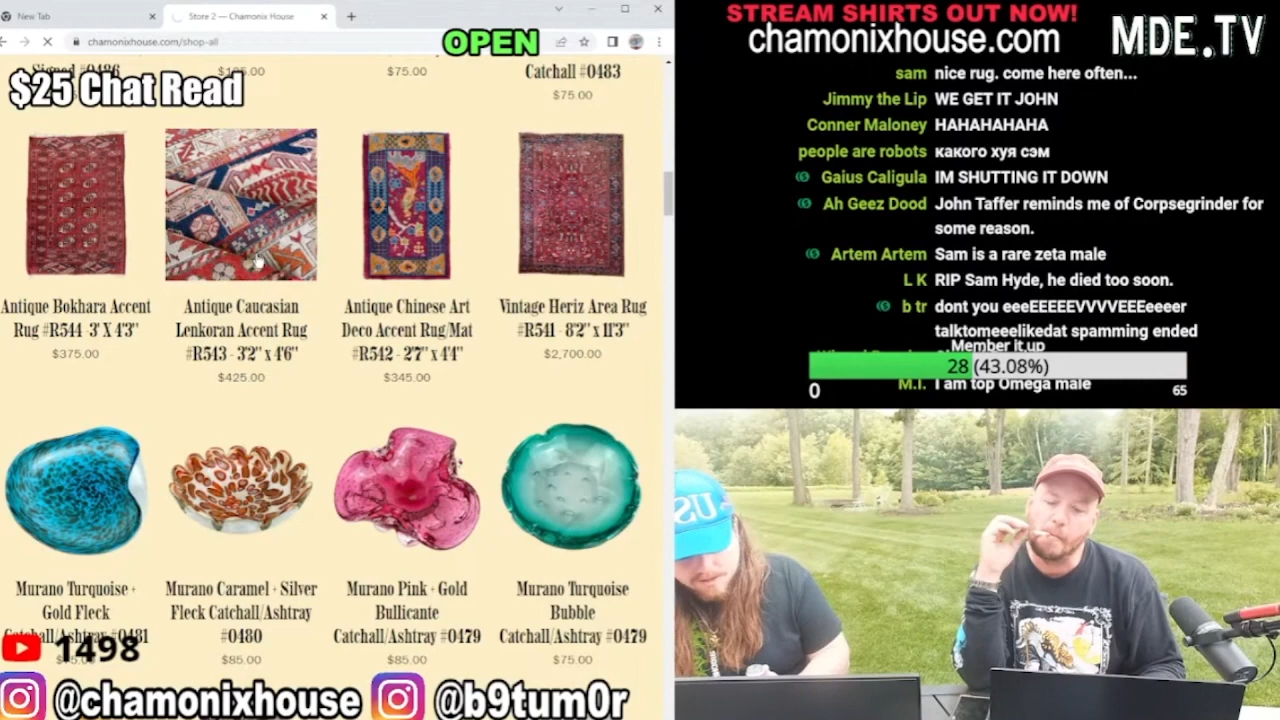 New Tab
Store 2 — Chamonix House
chamonixhouse.com/shop-all
OPEN
Signed #0486
$75.00
Catchall #0483
$75.00
$25 Chat Read
Antique Bokhara Accent
Rug #R544 -3' X 4'3"
$375.00
Antique Caucasian
Lenkoran Accent Rug
#R543 - 3'2" x 4'6"
$425.00
Antique Chinese Art
Deco Accent Rug/Mat
#R542 - 2'7" x 4'4"
$345.00
Vintage Heriz Area Rug
#R541 - 8'2" x 11'3"
$2,700.00
Murano Turquoise +
Gold Fleck
Catchall/Ashtray #0481
Murano Caramel + Silver
Fleck Catchall/Ashtray
#0480
$85.00
Murano Pink + Gold
Bullicante
Catchall/Ashtray #0479
$85.00
Murano Turquoise
Bubble
Catchall/Ashtray #0479
$75.00
1498
@chamonixhouse
@b9tum0r
STREAM SHIRTS OUT NOW!
chamonixhouse.com
MDE.TV
sam nice rug. come here often...
Jimmy the Lip WE GET IT JOHN
Conner Maloney HAHAHAHAHA
people are robots какого хуя сэм
Gaius Caligula IM SHUTTING IT DOWN
Ah Geez Dood John Taffer reminds me of Corpsegrinder for
some reason.
Artem Artem Sam is a rare zeta male
L K RIP Sam Hyde, he died too soon.
b tr dont you eeeEEEEEVVVVEEEeeeer
talktomeeelikedat spamming ended
Member it up
28 (43.08%)
0
65
M.I. I am top Omega male
US